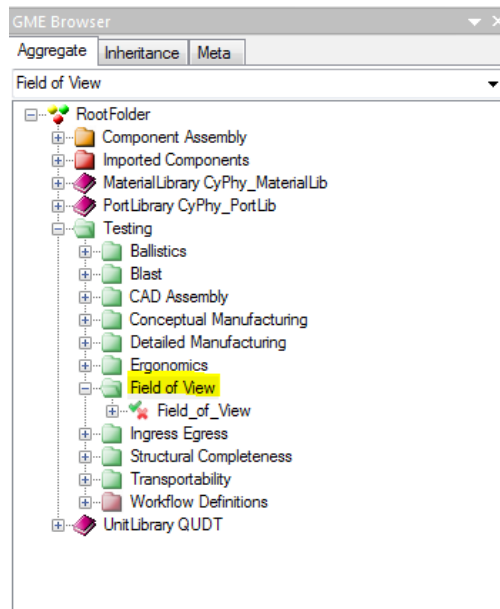 GME Browser
Aggregate Inheritance Meta
Field of View
RootFolder
Component Assembly
Imported Components
MaterialLibrary CyPhy_MaterialLib
PortLibrary CyPhy_PortLib
Testing
Ballistics
Blast
CAD Assembly
Conceptual Manufacturing
Detailed Manufacturing
Ergonomics
Field of View
Field_of_View
Ingress Egress
Structural Completeness
Transportability
Workflow Definitions
UnitLibrary QUDT